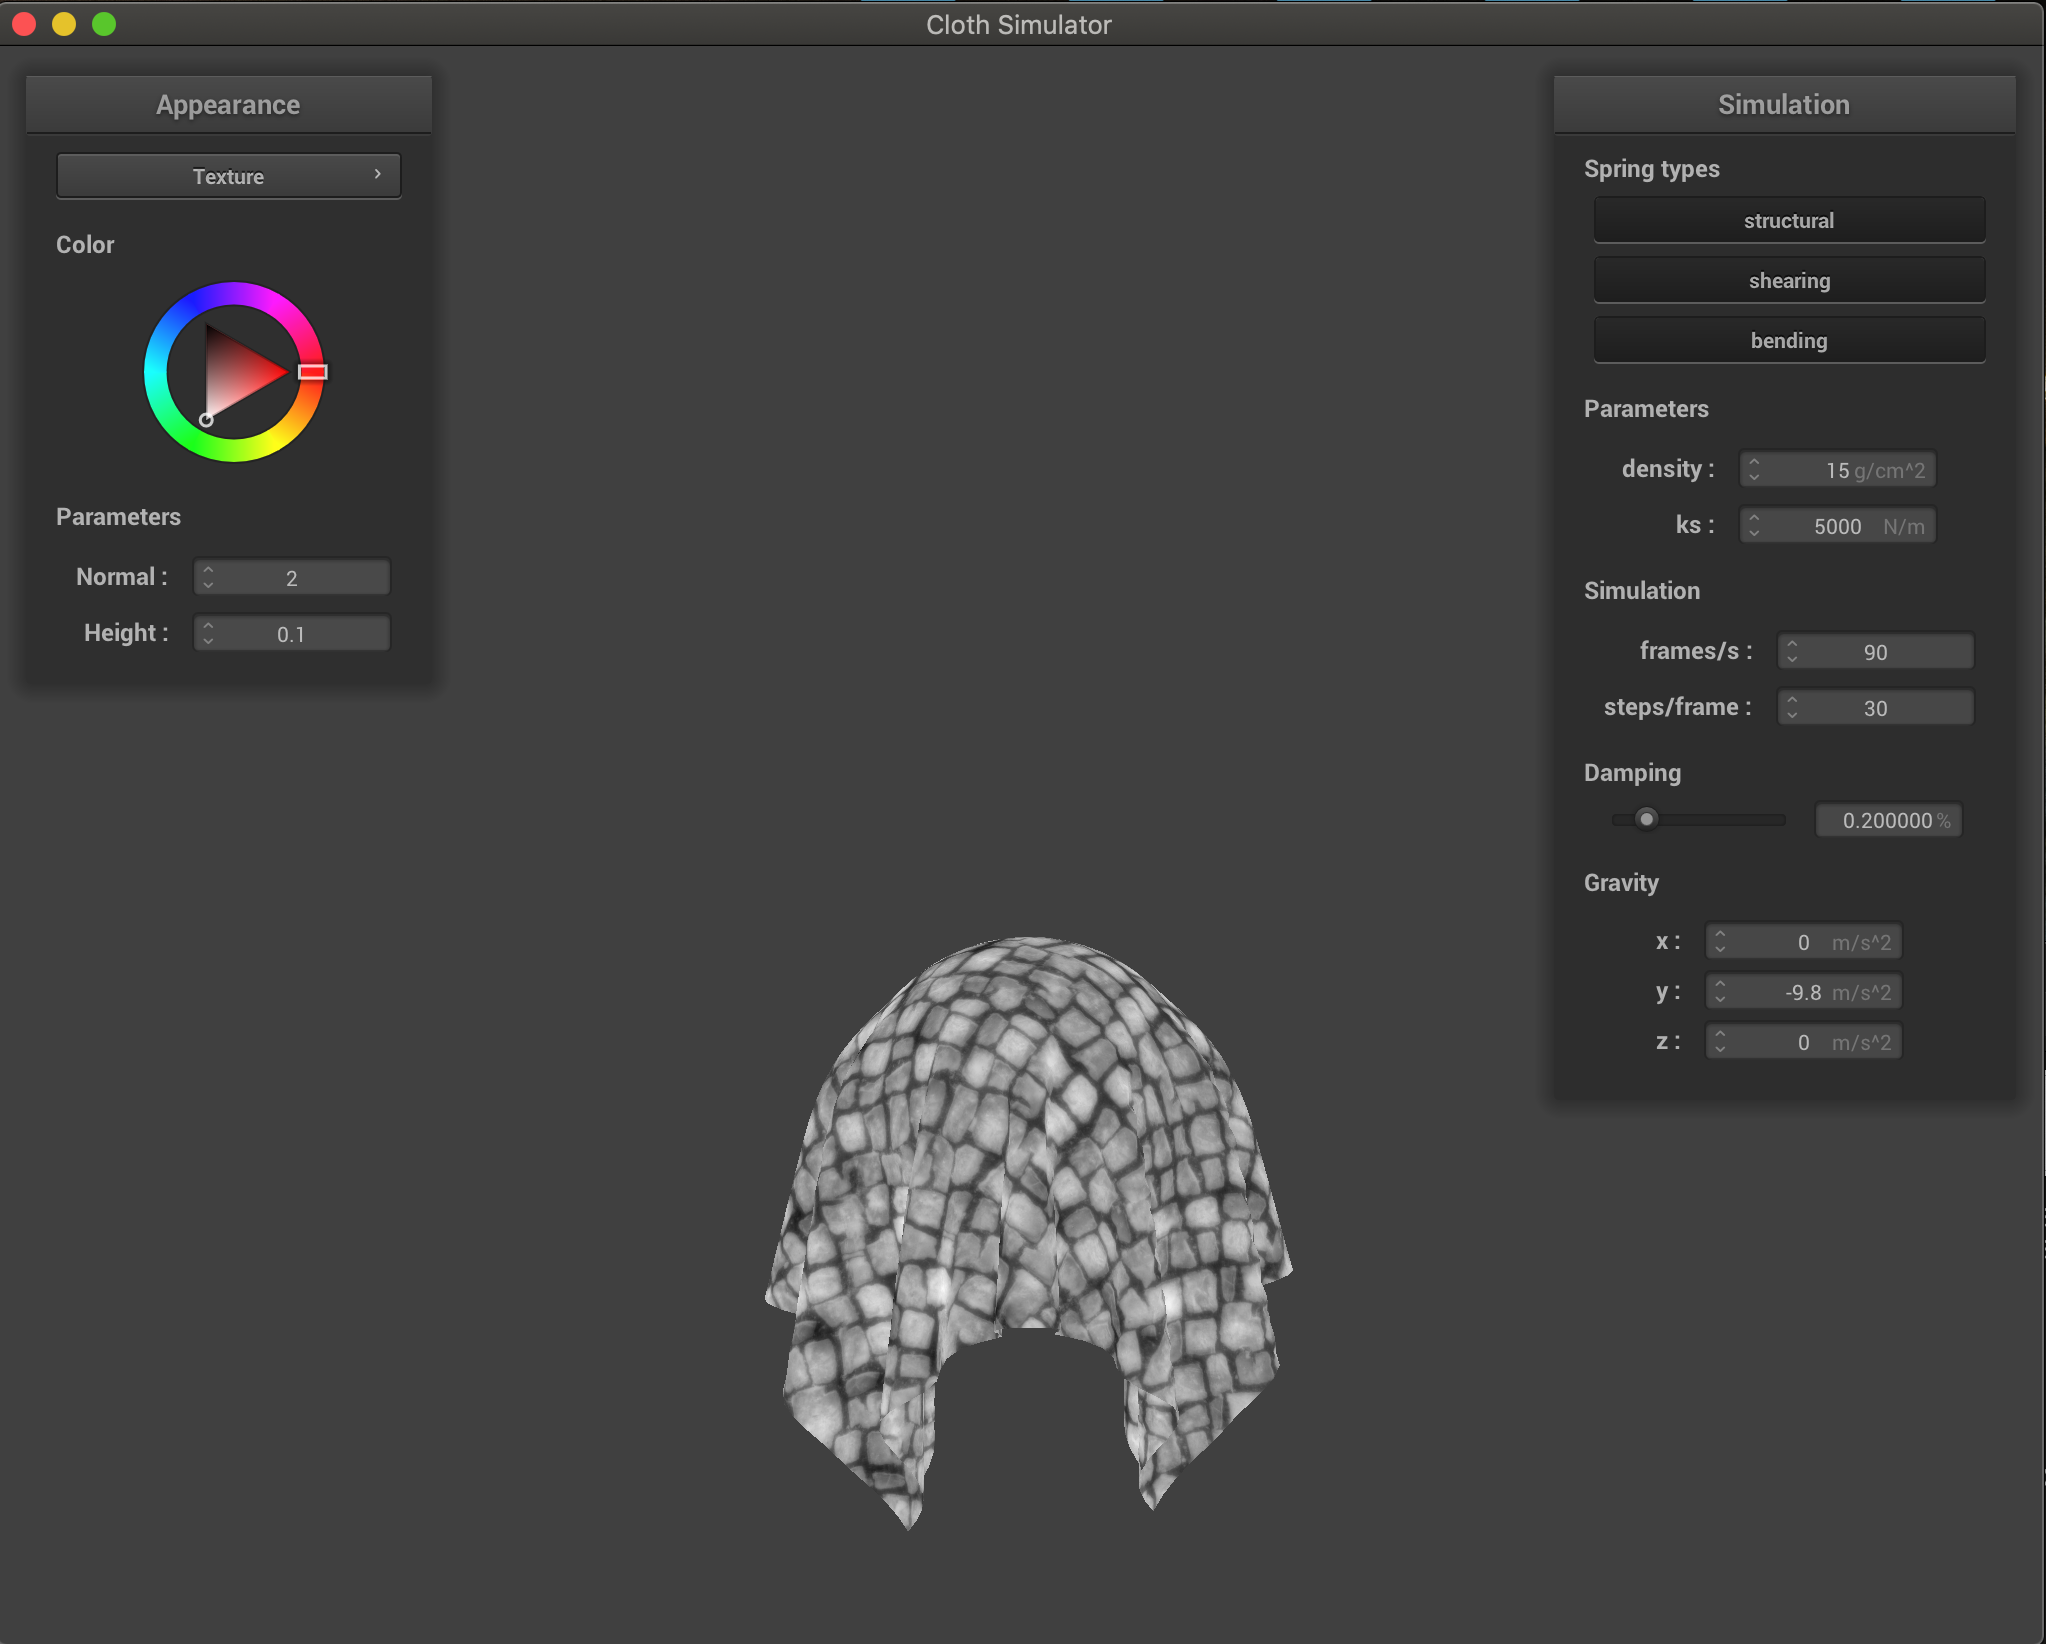 Cloth Simulator
Appearance
Texture
Color
Parameters
Normal : 2
Height : 0.1
Simulation
Spring types
structural
shearing
bending
Parameters
density : 15 g/cm^2
ks : 5000 N/m
Simulation
frames/s : 90
steps/frame : 30
Damping
0.200000 %
Gravity
x : 0 m/s^2
y : -9.8 m/s^2
z : 0 m/s^2